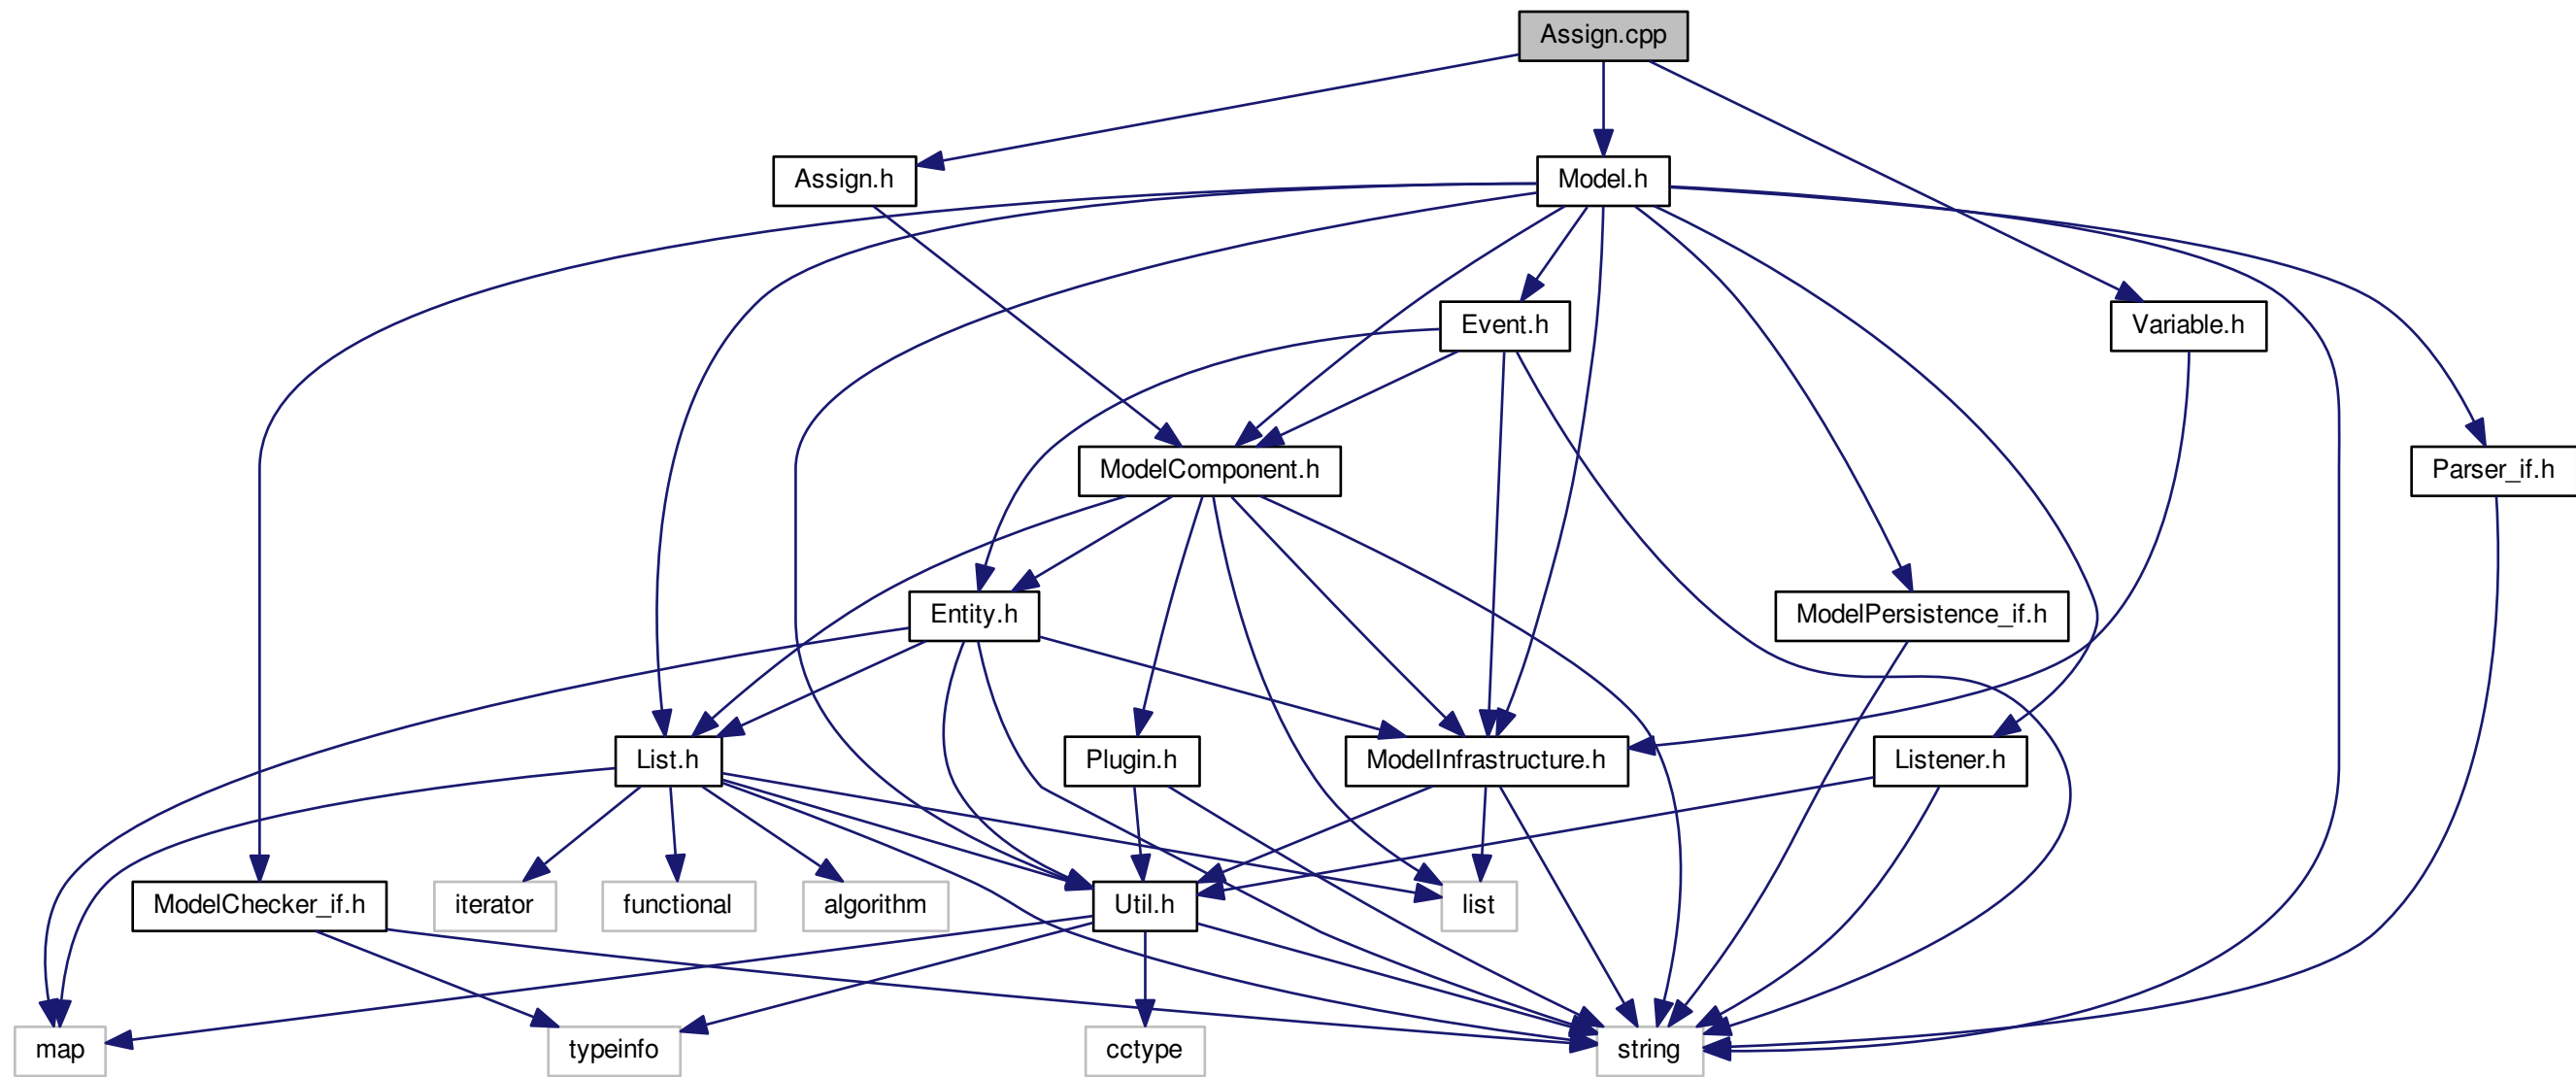 Assign.cpp
Assign.h
Model.h
Event.h
Variable.h
ModelComponent.h
Parser_if.h
Entity.h
ModelPersistence_if.h
List.h
Plugin.h
ModelInfrastructure.h
Listener.h
ModelChecker_if.h
iterator
functional
algorithm
Util.h
list
map
typeinfo
cctype
string